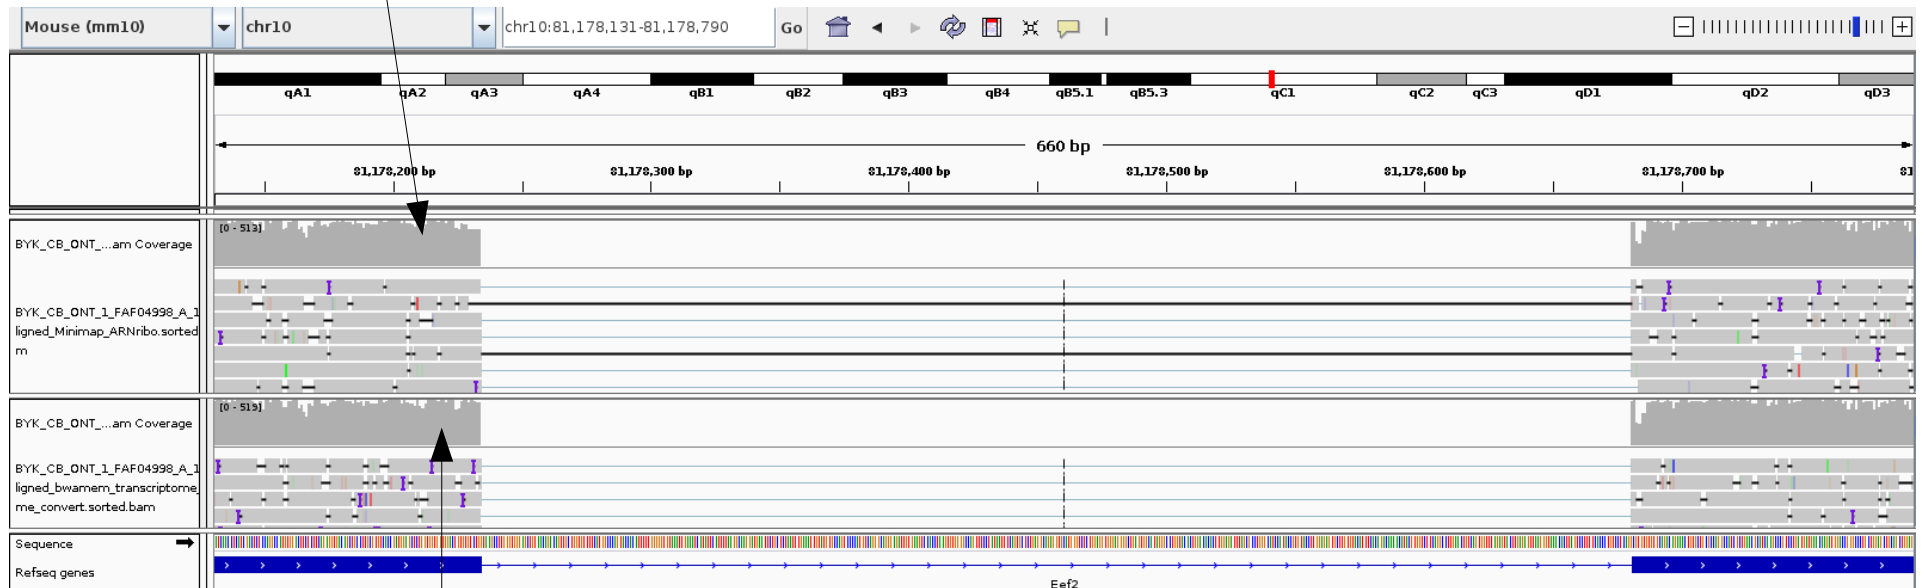 Mouse (mm10) chr10 chr10:81,178,131-81,178,790 Go
qA1 qA2 qA3 qA4 qB1 qB2 qB3 qB4 qB5.1 qB5.3 qC1 qC2 qC3 qD1 qD2 qD3
660 bp
81,178,200 bp 81,178,300 bp 81,178,400 bp 81,178,500 bp 81,178,600 bp 81,178,700 bp 81
[0 - 513]
BYK_CB_ONT_...am Coverage
BYK_CB_ONT_1_FAF04998_A_1
ligned_Minimap_ARNribo.sorted
m
[0 - 519]
BYK_CB_ONT_...am Coverage
BYK_CB_ONT_1_FAF04998_A_1
ligned_bwamem_transcriptome_
me_convert.sorted.bam
Sequence
Refseq genes
Eef2